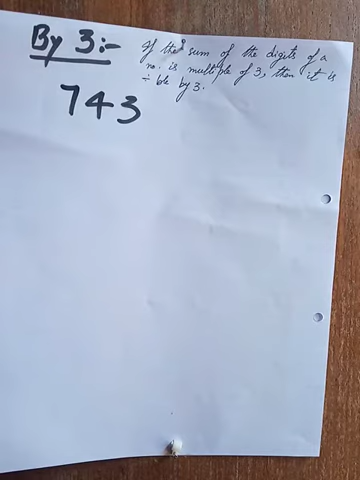 By 3:-
If the sum of the digits of a
no. is multiple of 3, then it is
÷ ble by 3.
743